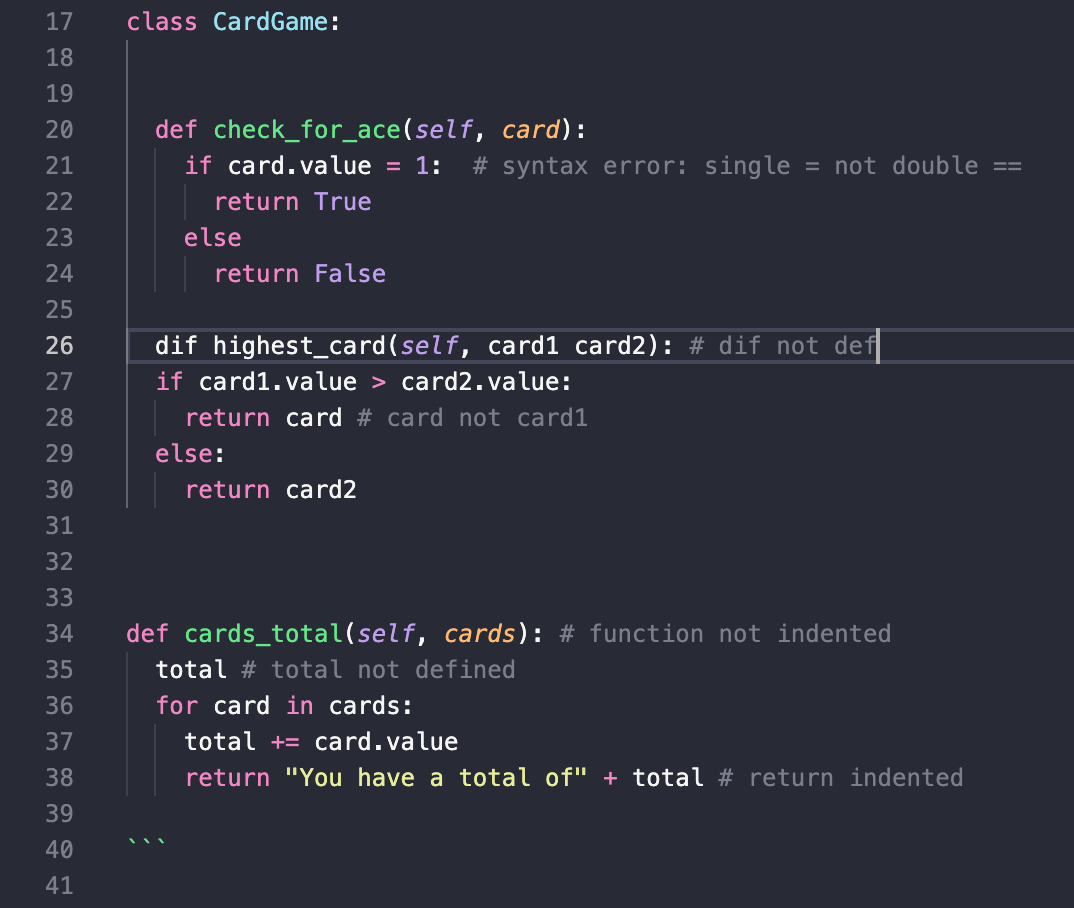 17 class CardGame:
18
19
20 def check_for_ace(self, card):
21 if card.value = 1:  # syntax error: single = not double ==
22 return True
23 else
24 return False
25
26 dif highest_card(self, card1 card2): # dif not def
27 if card1.value > card2.value:
28 return card # card not card1
29 else:
30 return card2
31
32
33
34 def cards_total(self, cards): # function not indented
35 total # total not defined
36 for card in cards:
37 total += card.value
38 return "You have a total of" + total # return indented
39
40 ```
41